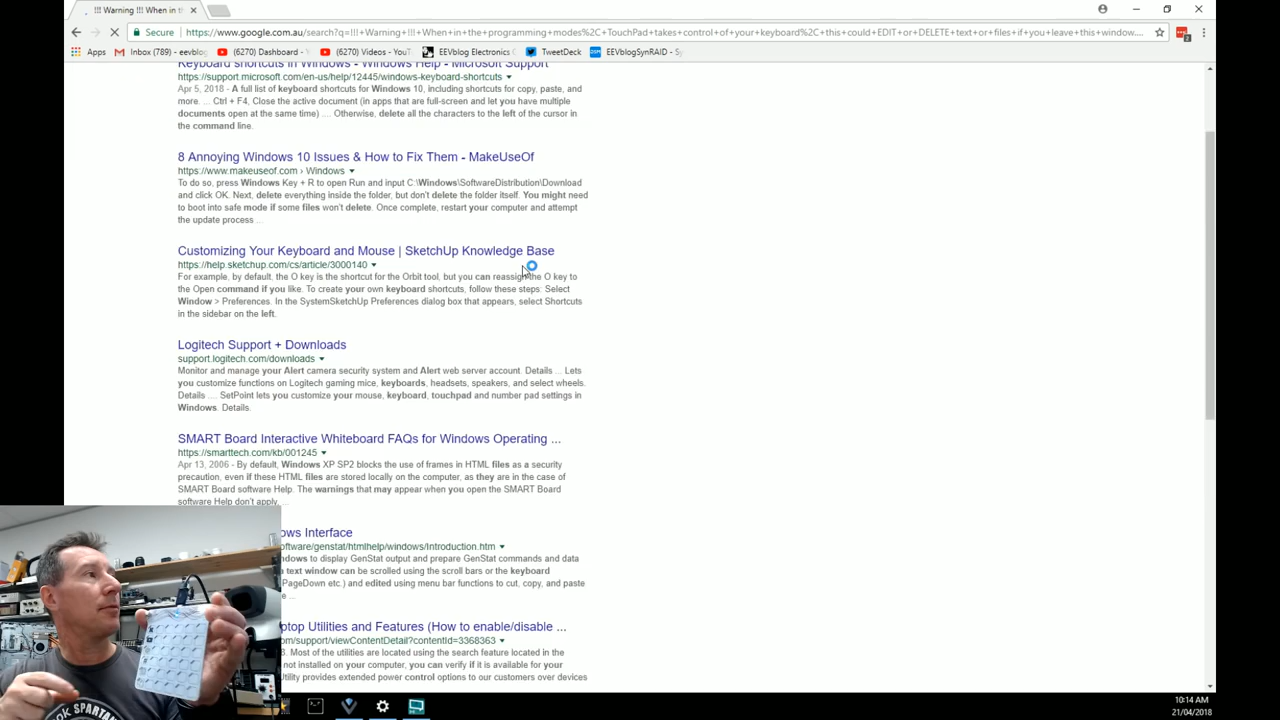 !!! Warning !!! When in th
Secure
https://www.google.com.au/search?q=!!!+Warning+!!!+When+in+the+programming+modes%2C+TouchPad+takes+control+of+your+keyboard%2C+this+could+EDIT+or+DELETE+text+or+files+if+you+leave+this+window....
Apps
Inbox (789) - eevblog
(6270) Dashboard - Y
(6270) Videos - YouT
EEVblog Electronics C
TweetDeck
EEVblogSynRAID - Sy
Keyboard shortcuts in Windows - Windows Help - Microsoft Support
https://support.microsoft.com/en-us/help/12445/windows-keyboard-shortcuts
Apr 5, 2018 - A full list of keyboard shortcuts for Windows 10, including shortcuts for copy, paste, and
more. ... Ctrl + F4, Close the active document (in apps that are full-screen and let you have multiple
documents open at the same time) .... Otherwise, delete all the characters to the left of the cursor in
the command line.
8 Annoying Windows 10 Issues & How to Fix Them - MakeUseOf
https://www.makeuseof.com › Windows
To do so, press Windows Key + R to open Run and input C:\Windows\SoftwareDistribution\Download
and click OK. Next, delete everything inside the folder, but don't delete the folder itself. You might need
to boot into safe mode if some files won't delete. Once complete, restart your computer and attempt
the update process ...
Customizing Your Keyboard and Mouse | SketchUp Knowledge Base
https://help.sketchup.com/cs/article/3000140
For example, by default, the O key is the shortcut for the Orbit tool, but you can reassign the O key to
the Open command if you like. To create your own keyboard shortcuts, follow these steps: Select
Window > Preferences. In the SystemSketchUp Preferences dialog box that appears, select Shortcuts
in the sidebar on the left.
Logitech Support + Downloads
support.logitech.com/downloads
Monitor and manage your Alert camera security system and Alert web server account. Details ... Lets
you customize functions on Logitech gaming mice, keyboards, headsets, speakers, and select wheels.
Details .... SetPoint lets you customize your mouse, keyboard, touchpad and number pad settings in
Windows. Details.
SMART Board Interactive Whiteboard FAQs for Windows Operating ...
https://smarttech.com/kb/001245
Apr 13, 2006 - By default, Windows XP SP2 blocks the use of frames in HTML files as a security
precaution, even if these HTML files are stored locally on the computer, as they are in the case of
SMART Board software Help. The warnings that may appear when you open the SMART Board
software Help don't apply. ...
ows Interface
oftware/genstat/htmlhelp/windows/Introduction.htm
ndows to display GenStat output and prepare GenStat commands and data
text window can be scrolled using the scroll bars or the keyboard
PageDown etc.) and edited using menu bar functions to cut, copy, and paste
...
ptop Utilities and Features (How to enable/disable ...
om/support/viewContentDetail?contentId=3368363
3. Most of the utilities are located using the search feature located in the
not installed on your computer, you can verify if it is available for your
Utility provides extended power control options to our customers over devices
10:14 AM
21/04/2018
OK SPARTAN